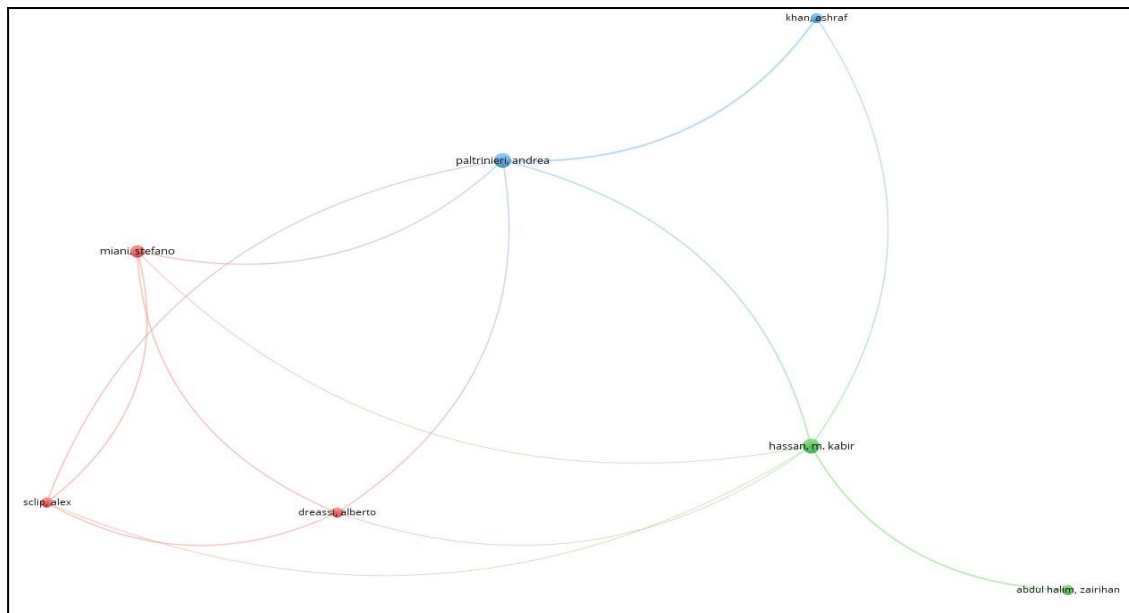 khan, ashraf
paltrinieri, andrea
miani, stefano
hassan, m. kabir
sclip, alex
dreassi, alberto
abdul halim, zairihan